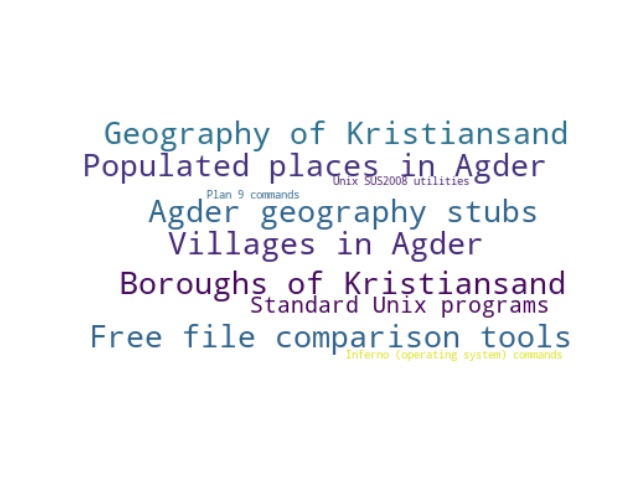 Geography of Kristiansand
Populated places in Agder
Unix SUS2008 utilities
Plan 9 commands
Agder geography stubs
Villages in Agder
Boroughs of Kristiansand
Standard Unix programs
Free file comparison tools
Inferno (operating system) commands